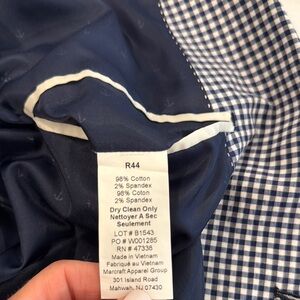 R44
98% Cotton
2% Spandex
98% Cotton
2% Spandex
Dry Clean Only
Nettoyer A Sec
Seulement
LOT # B1543
PO # W001285
RN # 47336
Made in Vietnam
Fabriqué au Vietnam
Marcraft Apparel Group
301 Island Road
Mahwah, NJ 07430